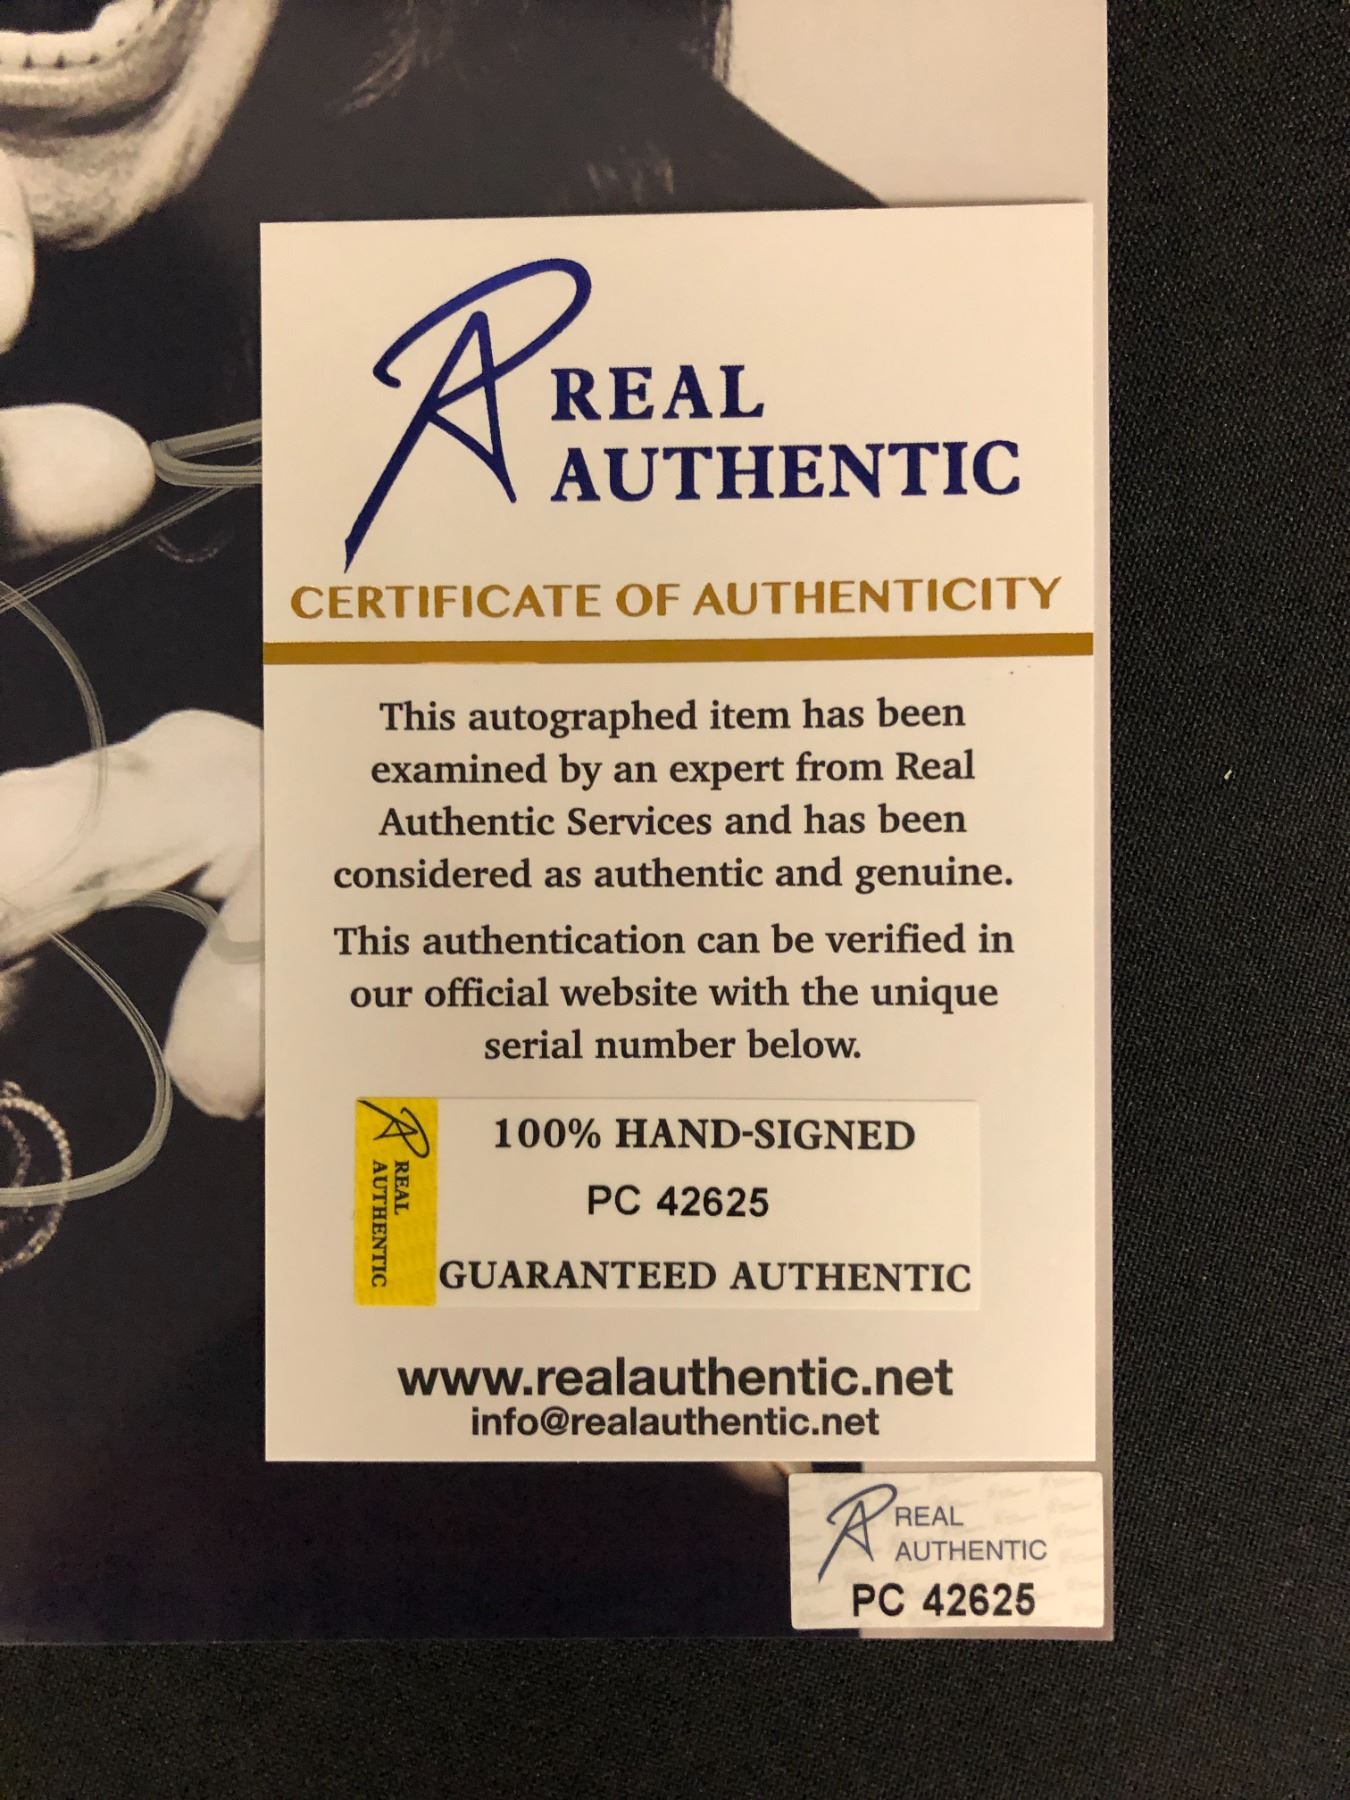 REAL
AUTHENTIC
CERTIFICATE OF AUTHENTICITY
This autographed item has been
examined by an expert from Real
Authentic Services and has been
considered as authentic and genuine.
This authentication can be verified in
our official website with the unique
serial number below.
REAL
AUTHENTIC
100% HAND-SIGNED
PC 42625
GUARANTEED AUTHENTIC
www.realauthentic.net
info@realauthentic.net
REAL
AUTHENTIC
PC 42625